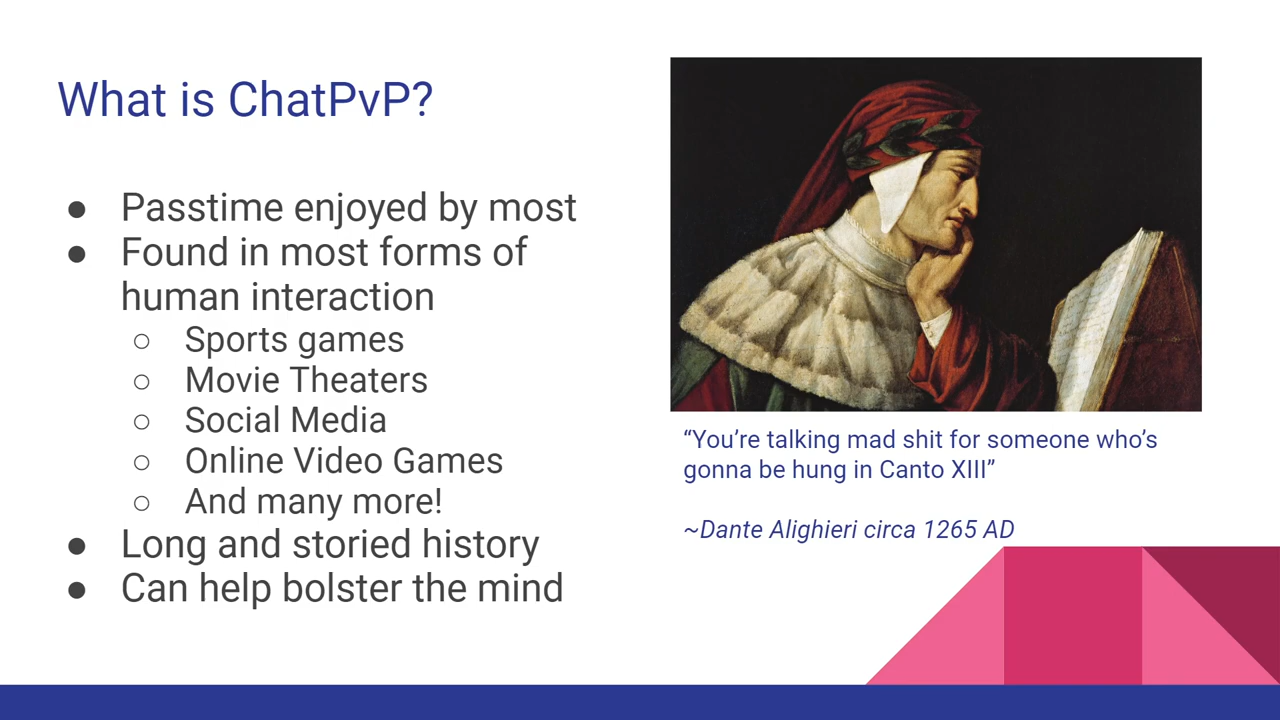 What is ChatPvP?
● Passtime enjoyed by most
● Found in most forms of
human interaction
○ Sports games
○ Movie Theaters
○ Social Media
○ Online Video Games
○ And many more!
● Long and storied history
● Can help bolster the mind
“You’re talking mad shit for someone who’s
gonna be hung in Canto XIII”
~Dante Alighieri circa 1265 AD